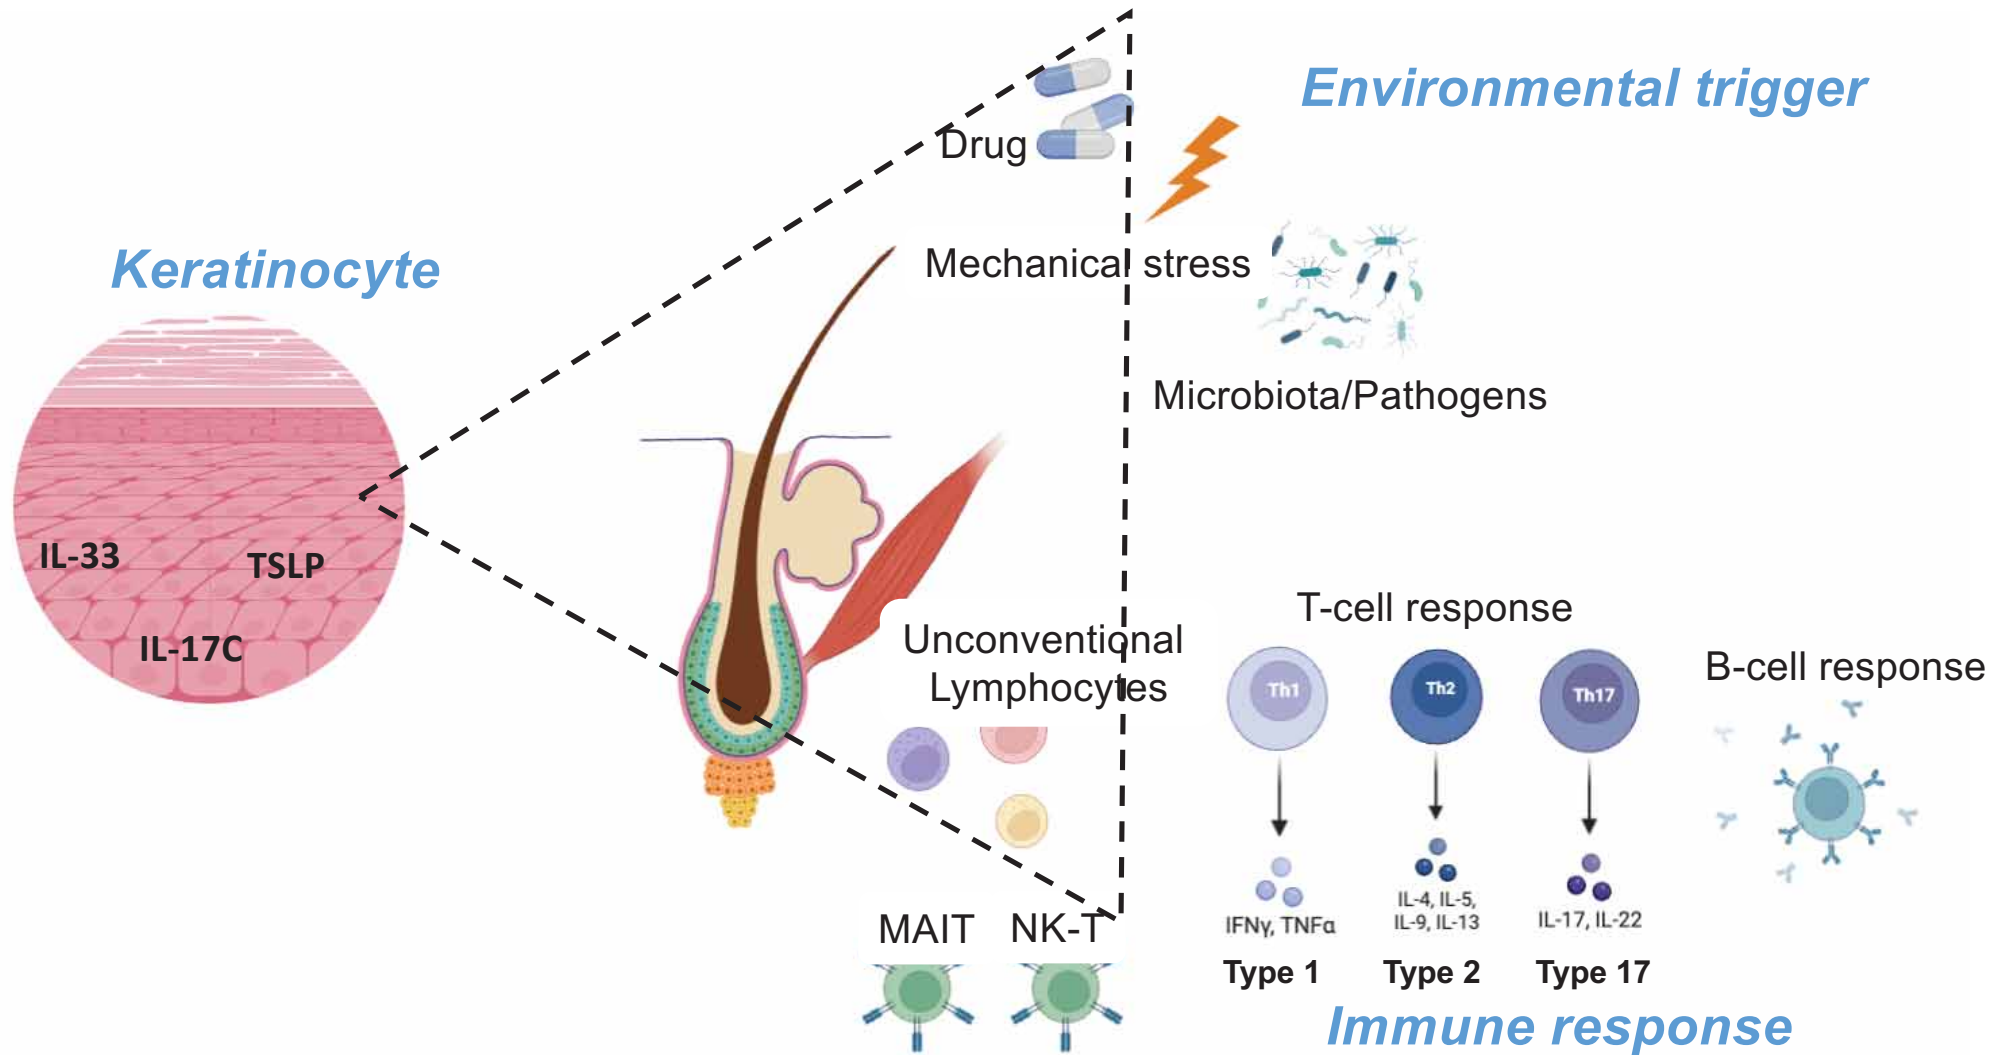 Environmental trigger
Drug
Keratinocyte
Mechanical stress
Microbiota/Pathogens
IL-33
TSLP
IL-17C
Unconventional
Lymphocytes
MAIT
NK-T
T-cell response
Th1
Th2
Th17
IFNγ, TNFα
IL-4, IL-5,
IL-9, IL-13
IL-17, IL-22
Type 1
Type 2
Type 17
B-cell response
Immune response